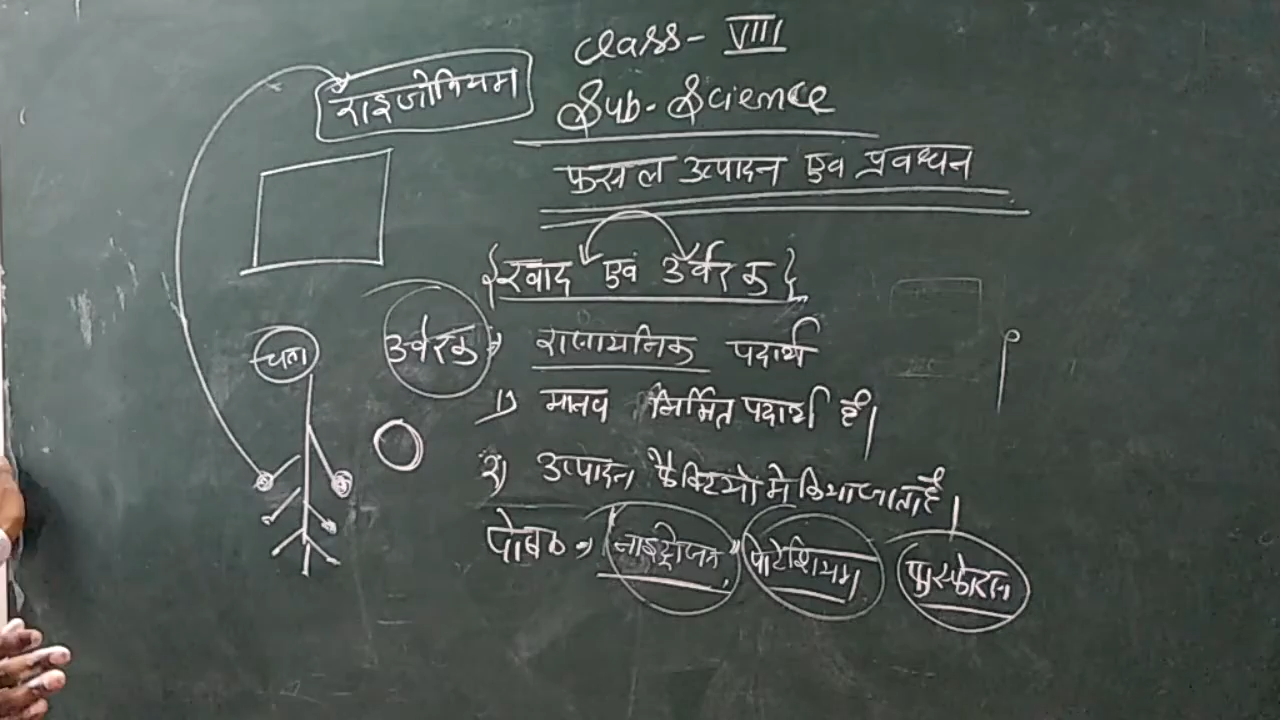 Class- VIII
Sub- Science
राइजोबियम
फसल उत्पादन एवं प्रबन्धन
{खाद एवं उर्वरक}
चना
उर्वरक → रासायनिक पदार्थ
1) मानव निर्मित पदार्थ है।
2) उत्पादन फैक्टियों में किया जाता है।
पोषक → नाइट्रोजन, पोटेशियम, फास्फोरस